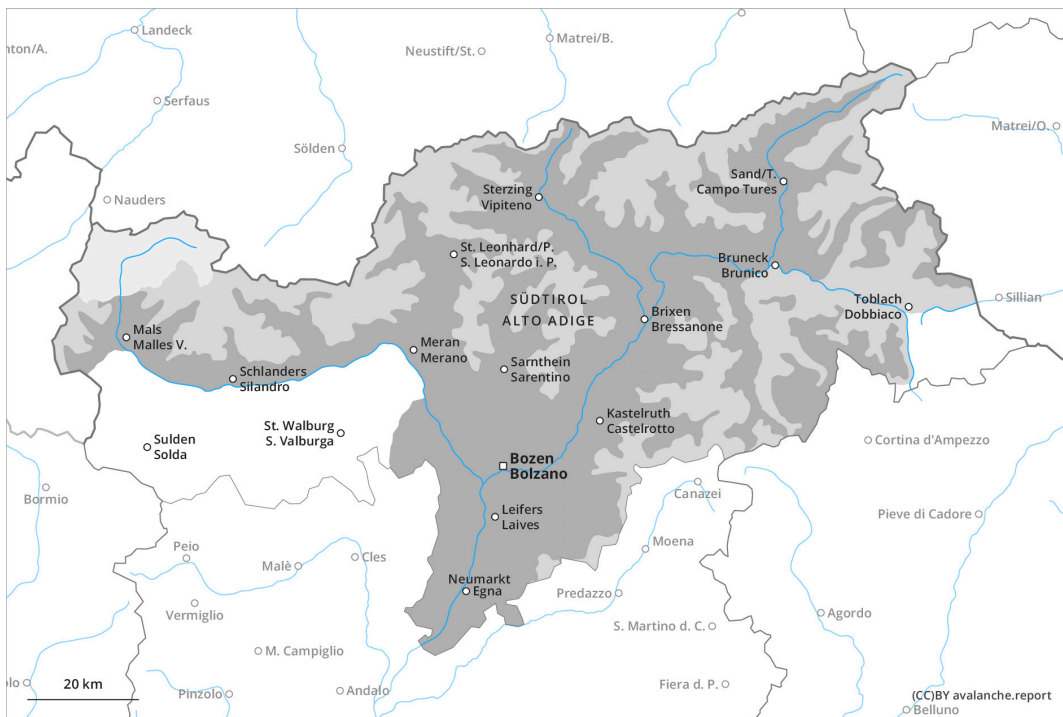 Landeck
nton/A.
Neustift/St.
Matrei/B.
Serfaus
Sölden
Matrei/O.
Sand/T.
Campo Tures
Nauders
Sterzing
Vipiteno
St. Leonhard/P.
S. Leonardo i. P.
Bruneck
Brunico
SÜDTIROL
ALTO ADIGE
Toblach
Dobbiaco
Sillian
Brixen
Bressanone
Mals
Malles V.
Meran
Merano
Sarnthein
Sarentino
Schlanders
Silandro
Kastelruth
Castelrotto
Sulden
Solda
St. Walburg
S. Valburga
Cortina d'Ampezzo
Bozen
Bolzano
Bormio
Canazei
Leifers
Laives
Pieve di Cadore
Peio
Malè
Cles
Moena
Neumarkt
Egna
Predazzo
Vermiglio
Agordo
S. Martino d. C.
M. Campiglio
olo
20 km
Pinzolo
Andalo
Fiera d. P.
(CC)BY avalanche.report
Belluno